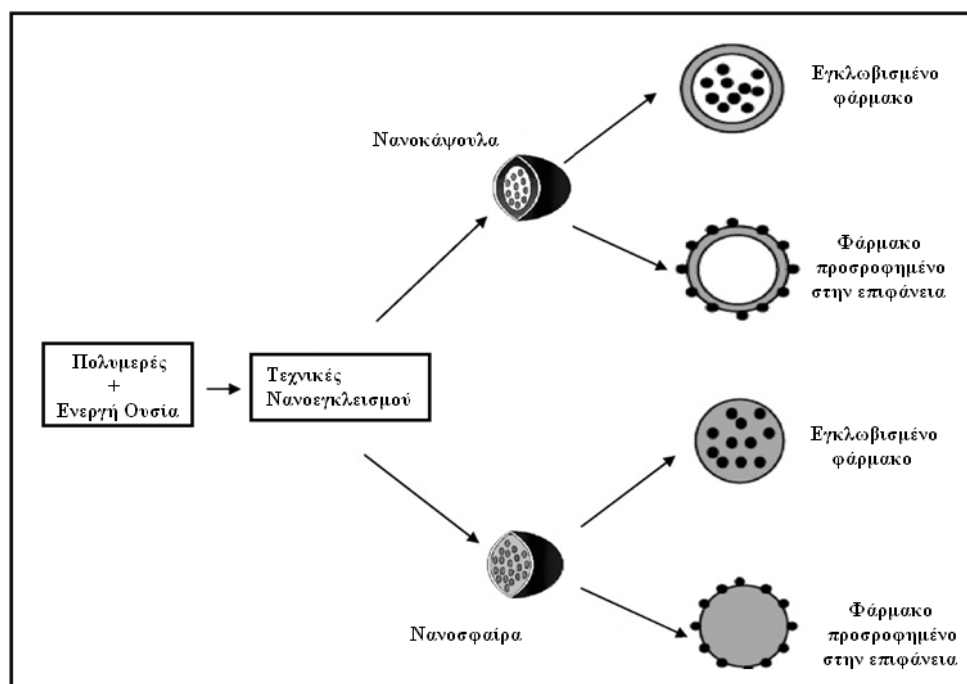 Εγκλωβισμένο
φάρμακο
Νανοκάψουλα
Φάρμακο
προσροφημένο
στην επιφάνεια
Πολυμερές
+
Ενεργή Ουσία
Τεχνικές
Νανοεγκλεισμού
Εγκλωβισμένο
φάρμακο
Νανοσφαίρα
Φάρμακο
προσροφημένο
στην επιφάνεια